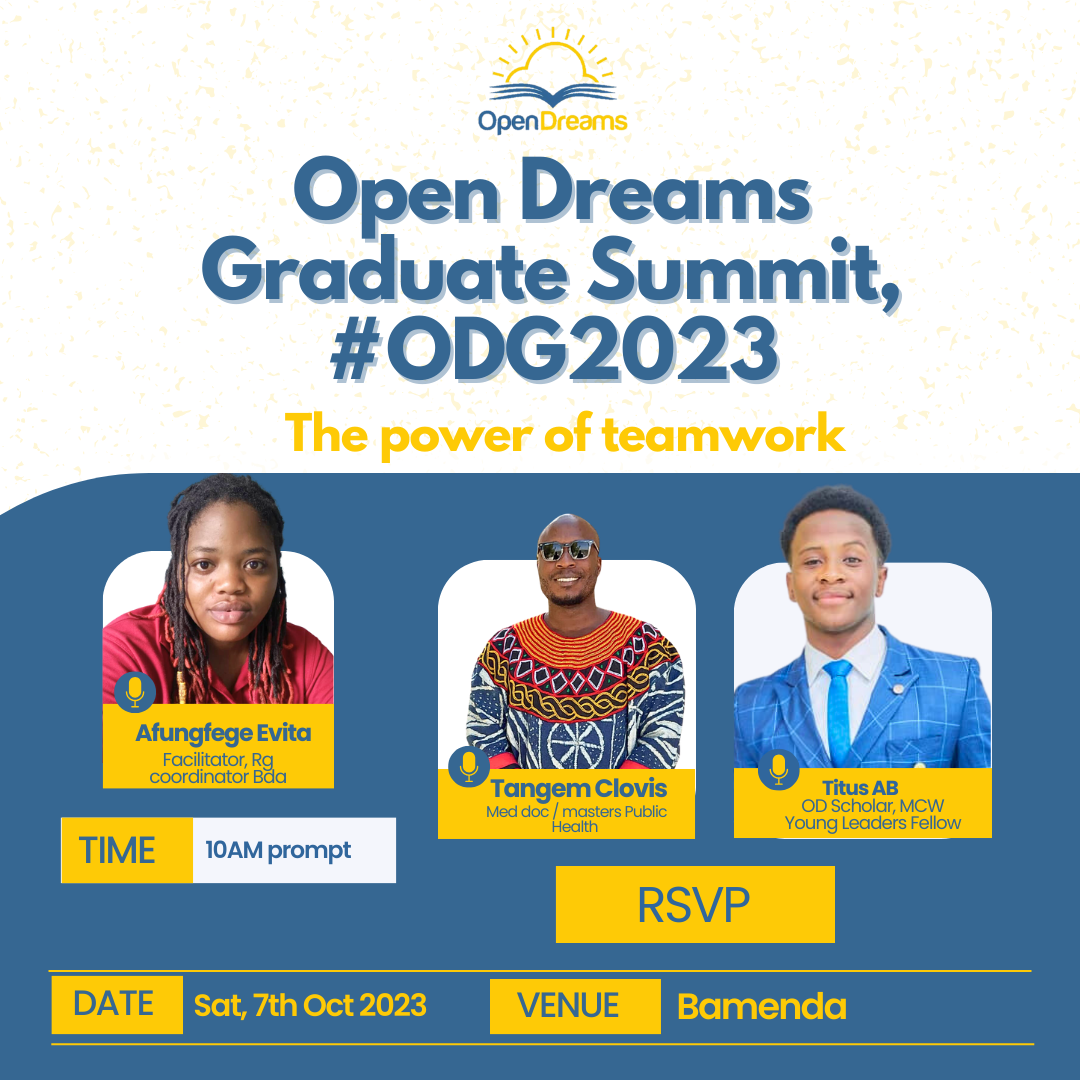 OpenDreams
Open Dreams
Graduate Summit,
#ODG2023
The power of teamwork
Afungfege Evita
Facilitator, Rg
coordinator Bda
Tangem Clovis
Med doc / masters Public
Health
Titus AB
OD Scholar, MCW
Young Leaders Fellow
TIME
10AM prompt
RSVP
DATE
Sat, 7th Oct 2023
VENUE
Bamenda